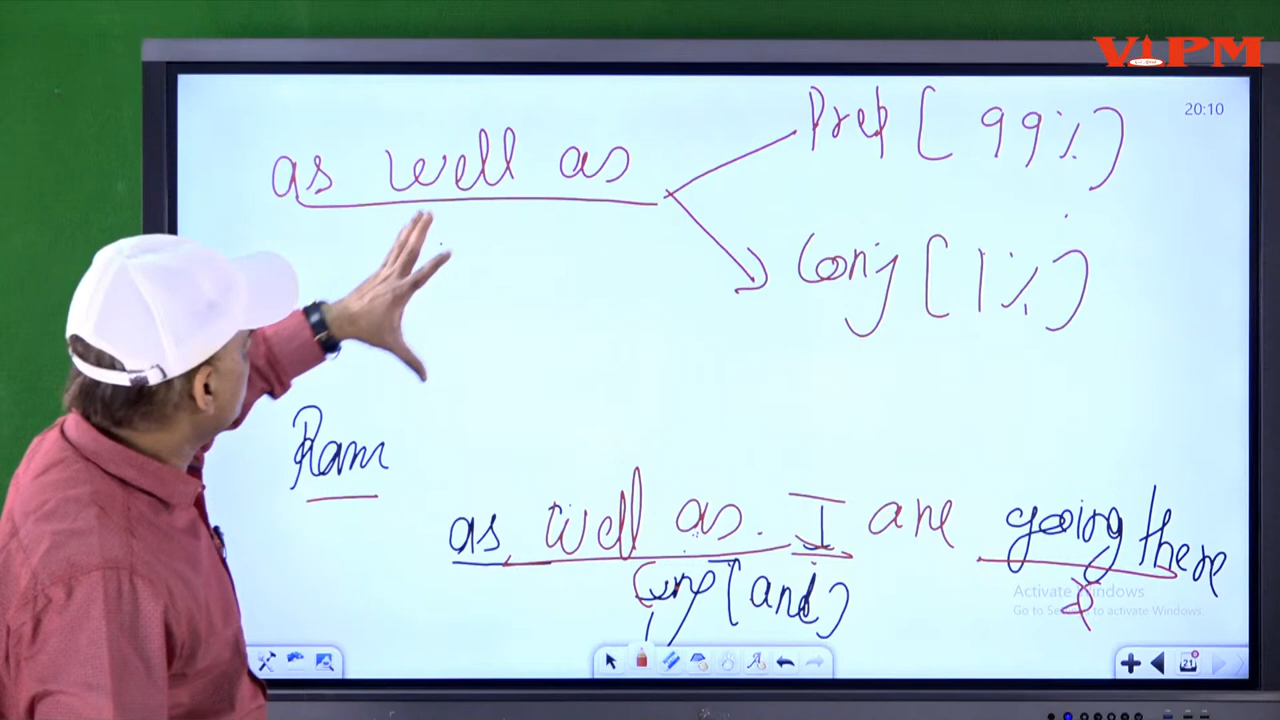 VIPM
20:10
as well as
Prep [ 99% )
Conj [ 1% )
Ram
as well as I are going there
Conj [ and )
Activate Windows
Go to Settings to activate Windows.
21